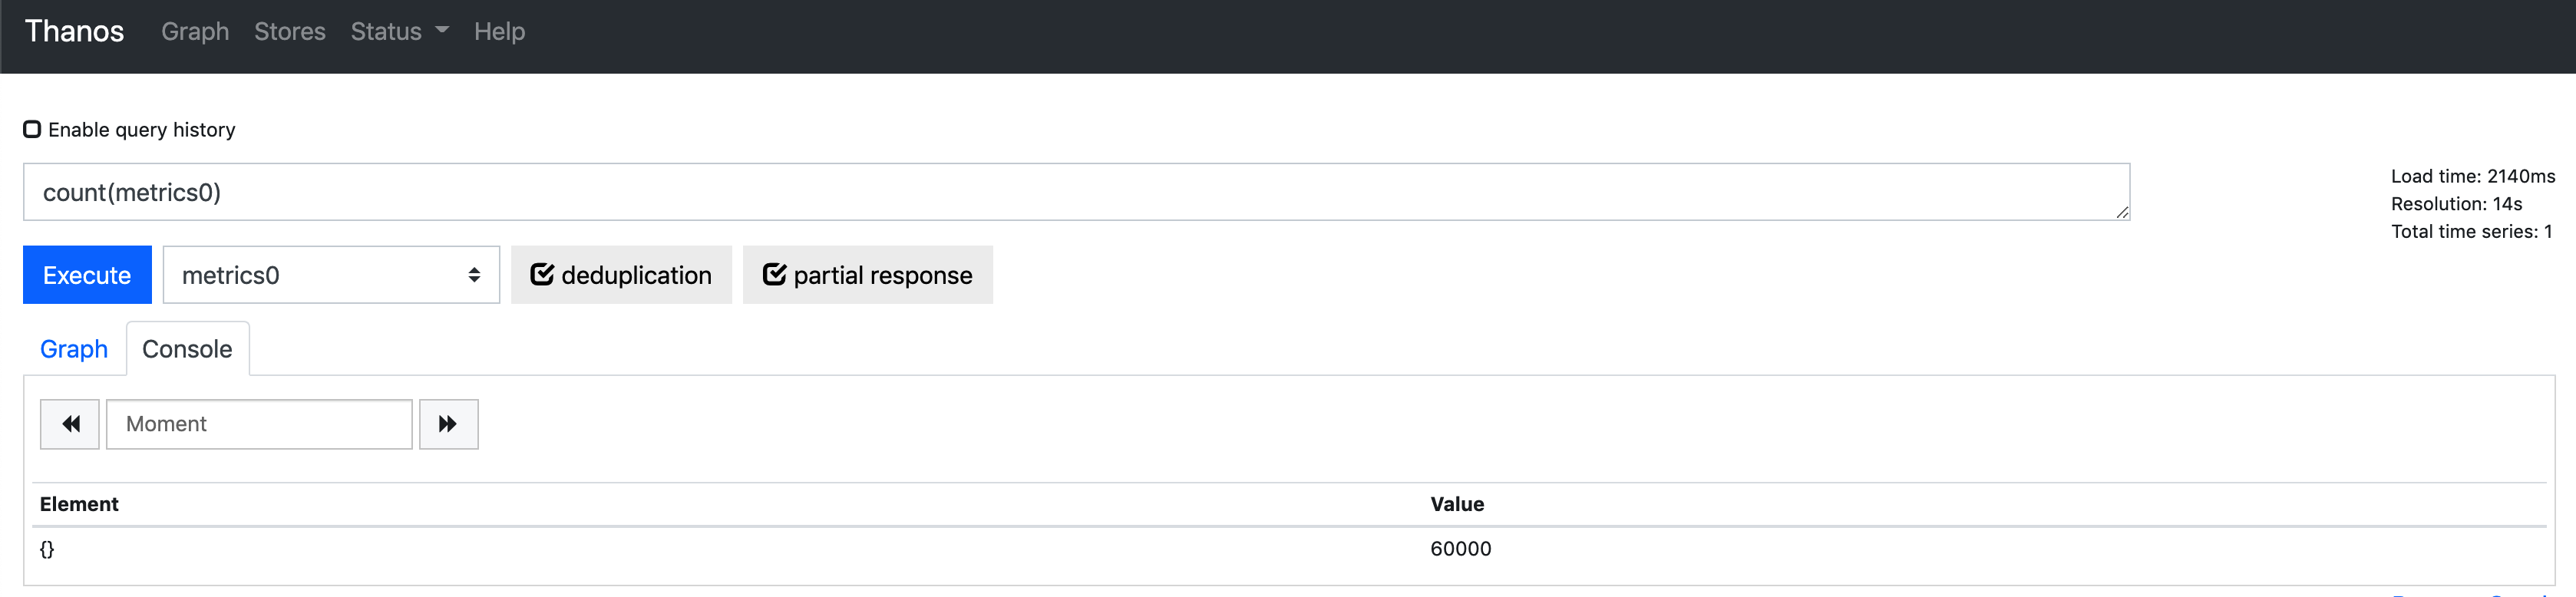 Thanos Graph Stores Status Help
Enable query history
count(metrics0)
Load time: 2140ms
Resolution: 14s
Total time series: 1
Execute metrics0 deduplication partial response
Graph Console
Moment
Element Value
{} 60000